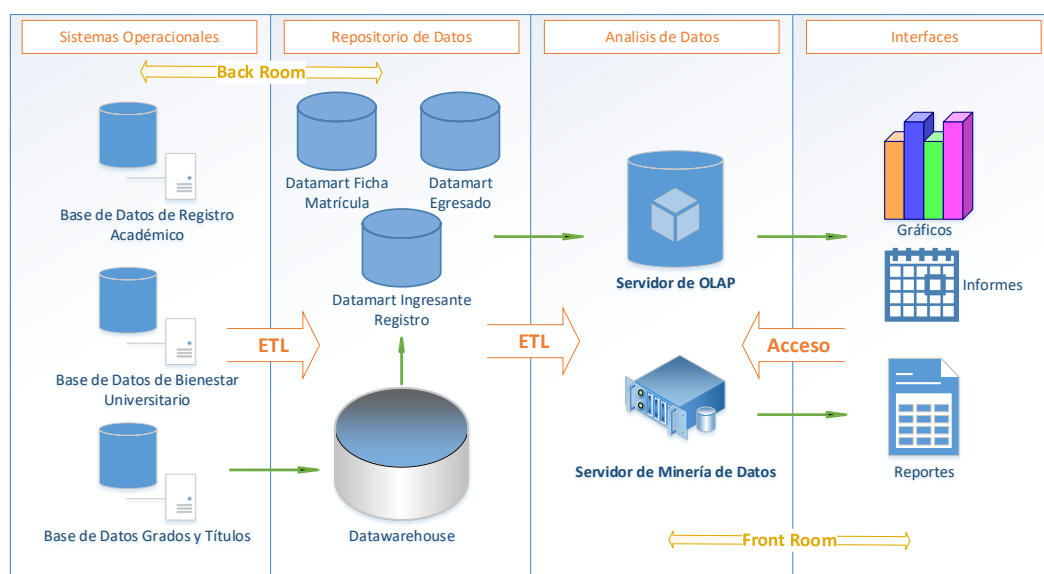 Sistemas Operacionales
Repositorio de Datos
Analisis de Datos
Interfaces
Back Room
Base de Datos de Registro
Académico
Base de Datos de Bienestar
Universitario
Base de Datos Grados y Títulos
ETL
Datamart Ficha
Matrícula
Datamart
Egresado
Datamart Ingresante
Registro
Datawarehouse
ETL
Servidor de OLAP
Servidor de Minería de Datos
Acceso
Gráficos
Informes
Reportes
Front Room